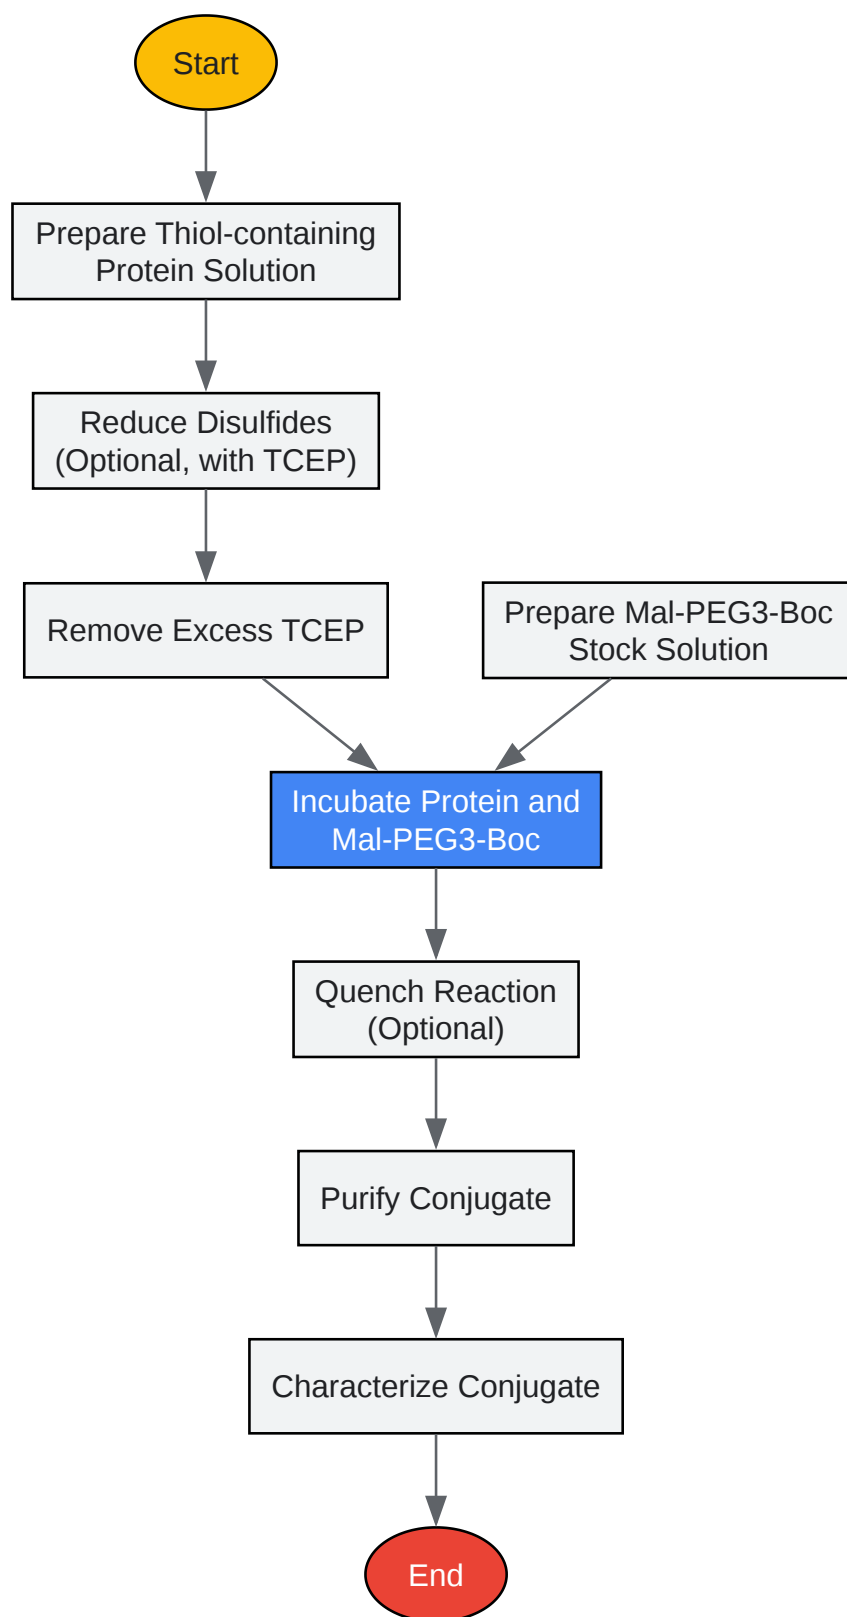 Start
Prepare Thiol-containing
Protein Solution
Reduce Disulfides
(Optional, with TCEP)
Remove Excess TCEP
Prepare Mal-PEG3-Boc
Stock Solution
Incubate Protein and
Mal-PEG3-Boc
Quench Reaction
(Optional)
Purify Conjugate
Characterize Conjugate
End